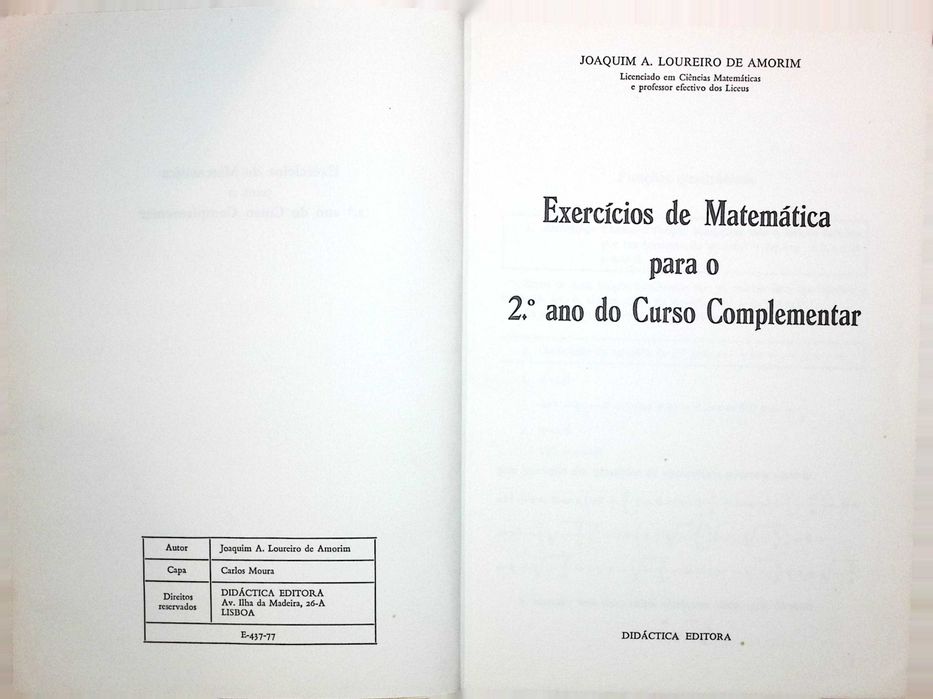 Autor Joaquim A. Loureiro de Amorim
Capa Carlos Moura
Direitos reservados
DIDÁCTICA EDITORA
Av. Ilha da Madeira, 26-A
LISBOA
E-437-77
JOAQUIM A. LOUREIRO DE AMORIM
Licenciado em Ciências Matemáticas
e professor efectivo dos Liceus
Exercícios de Matemática
para o
2.º ano do Curso Complementar
DIDÁCTICA EDITORA